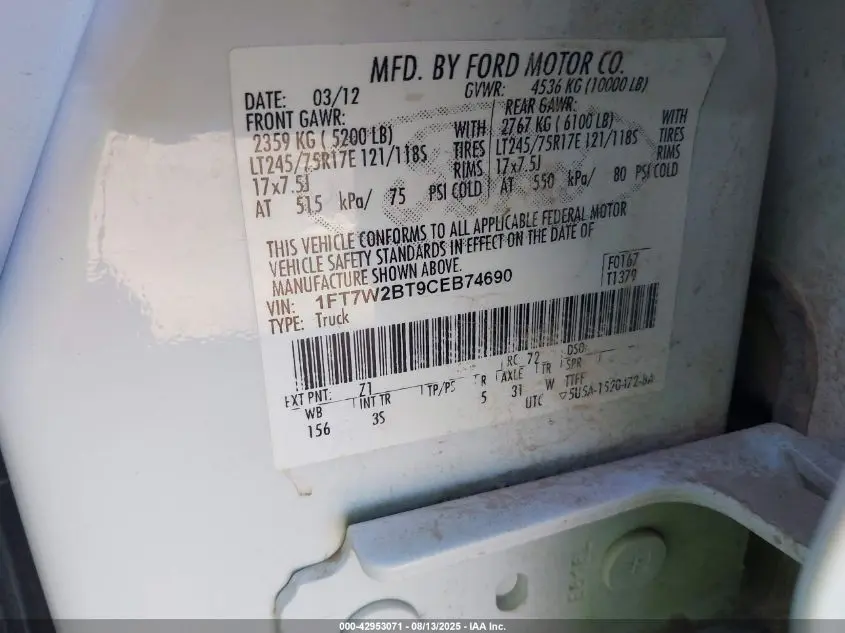 MFD. BY FORD MOTOR CO.
DATE: 03/12 GVWR: 4536 KG (10000 LB)
FRONT GAWR: REAR GAWR:
2359 KG ( 5200 LB) WITH 2767 KG ( 6100 LB) WITH
LT245/75R17E 121/118S TIRES LT245/75R17E 121/118S TIRES
17x7.5J RIMS 17x7.5J RIMS
AT 515 kPa/ 75 PSI COLD AT 550 kPa/ 80 PSI COLD
THIS VEHICLE CONFORMS TO ALL APPLICABLE FEDERAL MOTOR
VEHICLE SAFETY STANDARDS IN EFFECT ON THE DATE OF
MANUFACTURE SHOWN ABOVE.
VIN: 1FT7W2BT9CEB74690
TYPE: Truck
F0167
T1379
EXT PNT: Z1 RC: 72 DSO:
WB INT TR TP/PS R AXLE TR SPR
156 3S 5 31 W TTFF
UTC
000-42953071 - 08/13/2025 - IAA Inc.